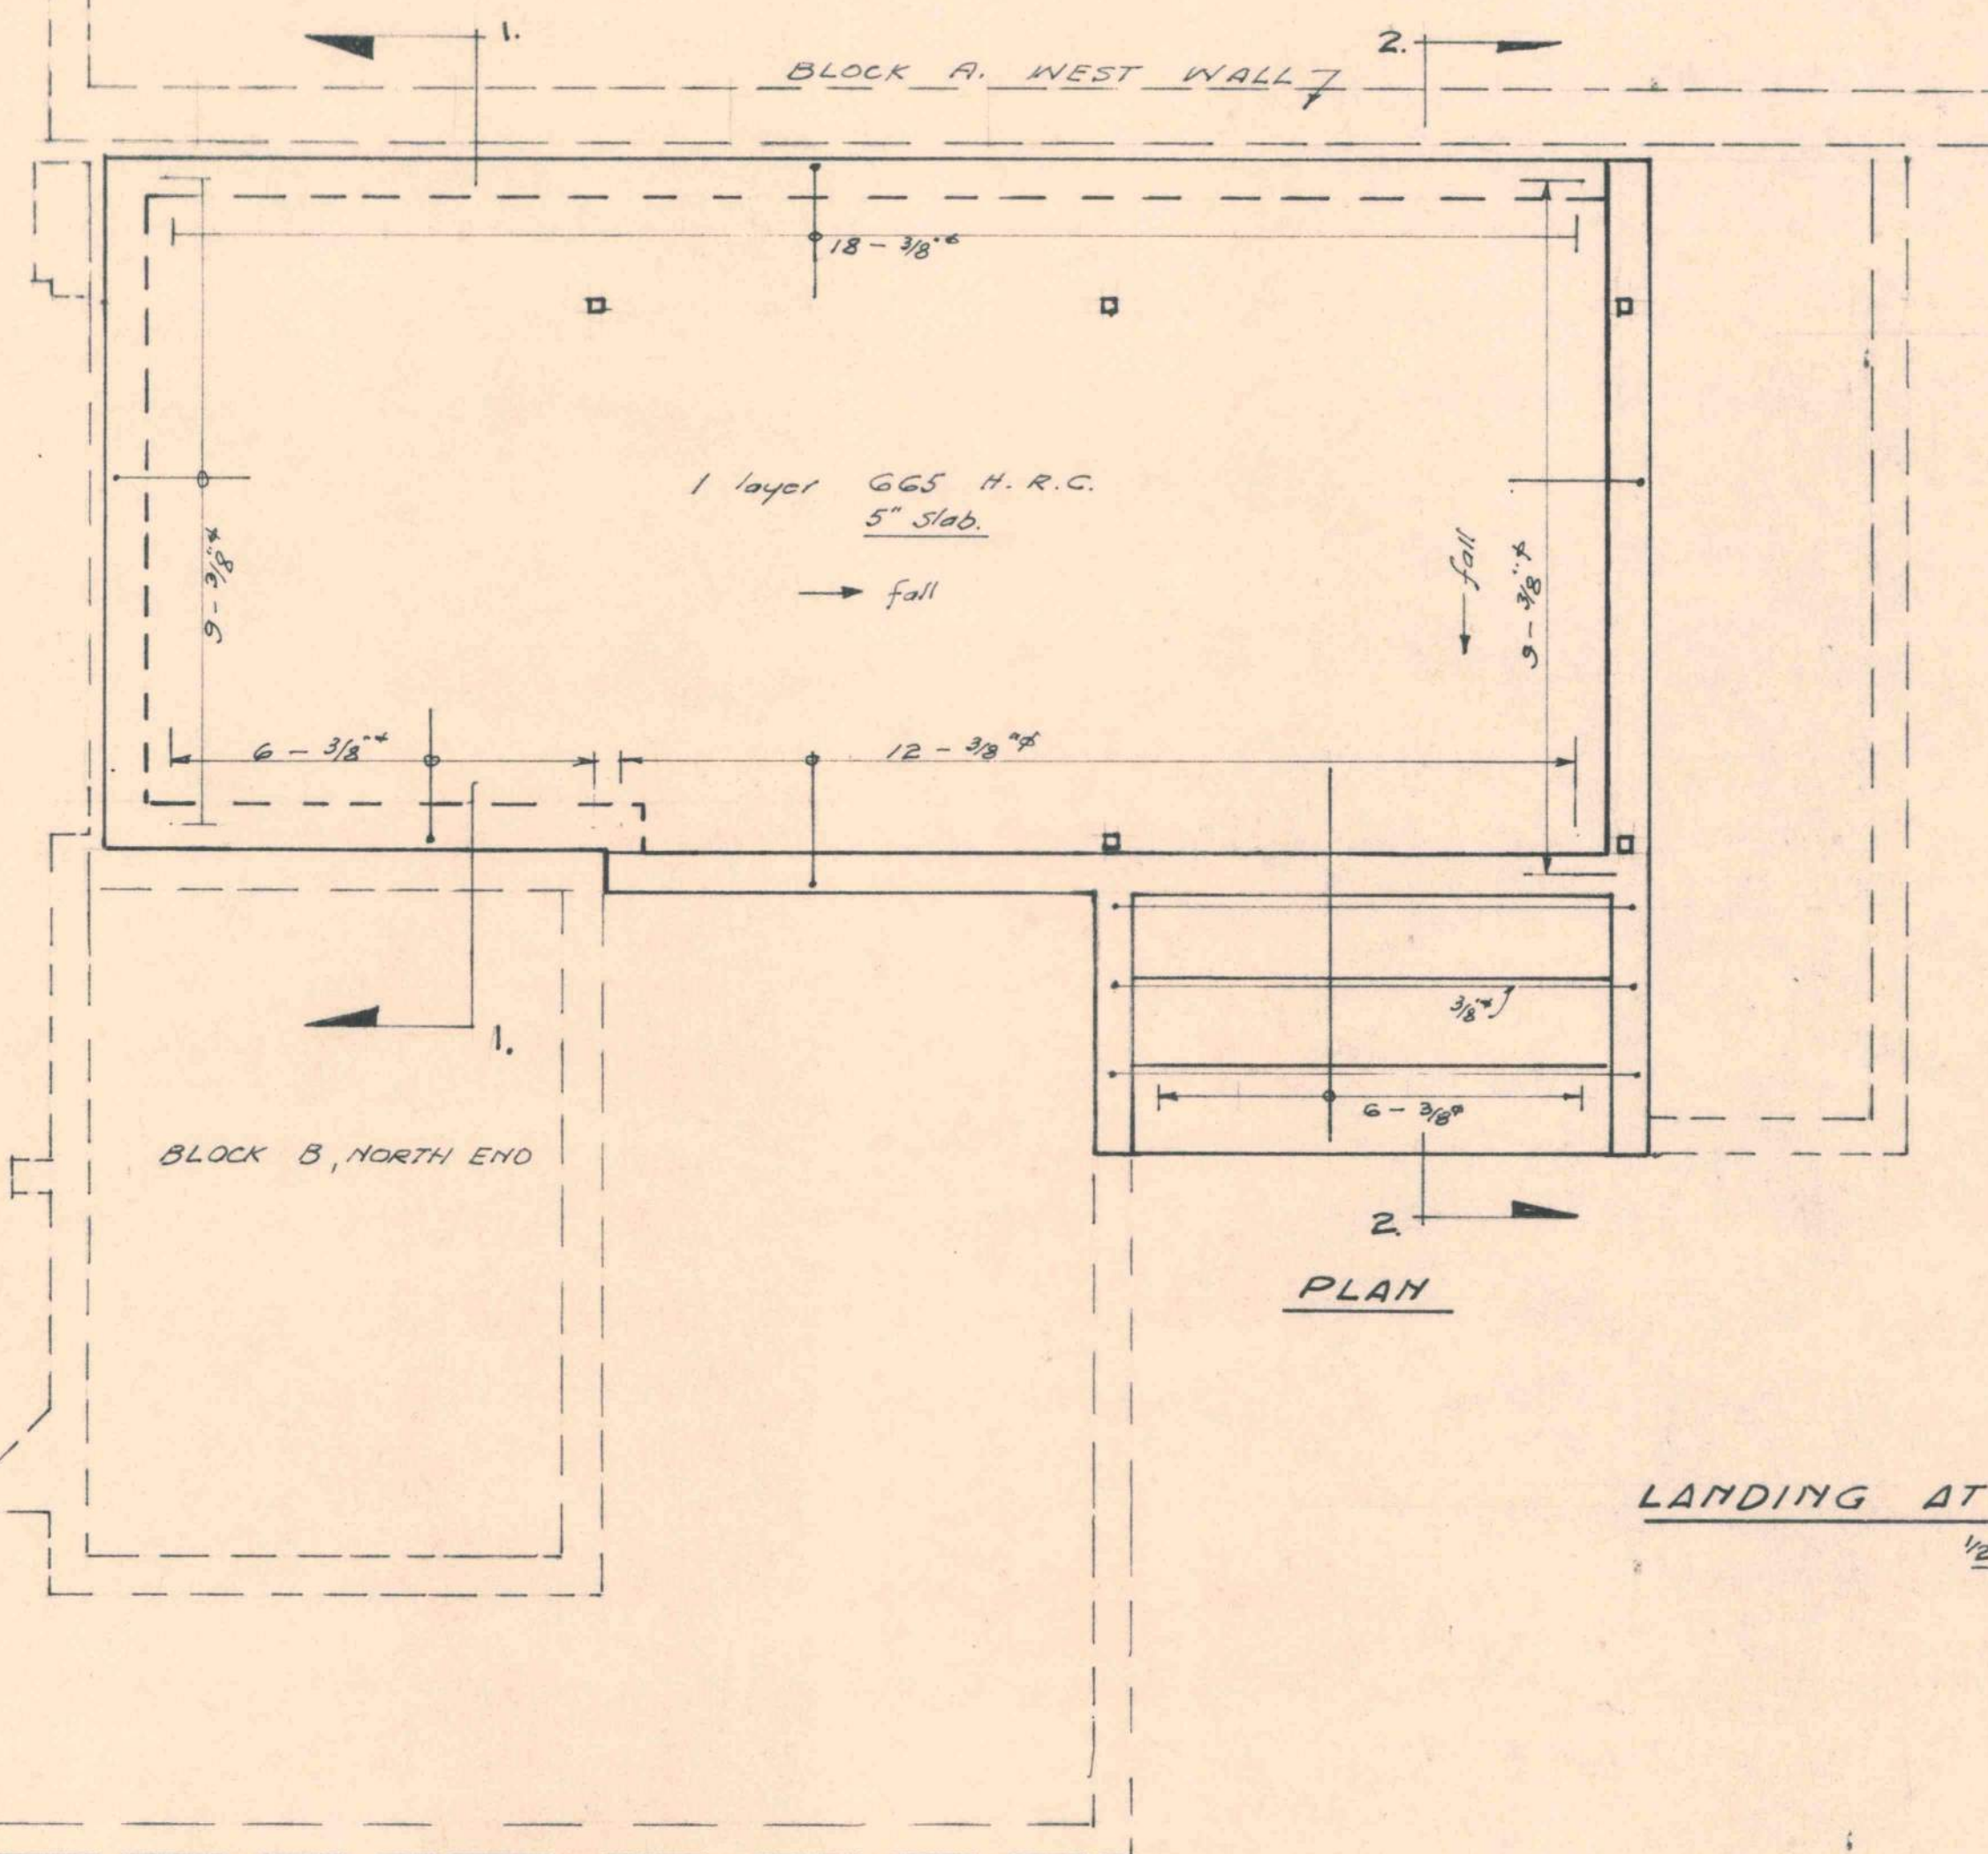 1.
2.
BLOCK A. WEST WALL
18 - 3/8"φ
1 layer 665 H.R.C.
5" slab.
→ fall
fall
9 - 3/8"φ
9 - 3/8"φ
6 - 3/8"φ
12 - 3/8"φ
3/8"φ
6 - 3/8"φ
1.
BLOCK B, NORTH END
2.
PLAN
LANDING AT
1/2